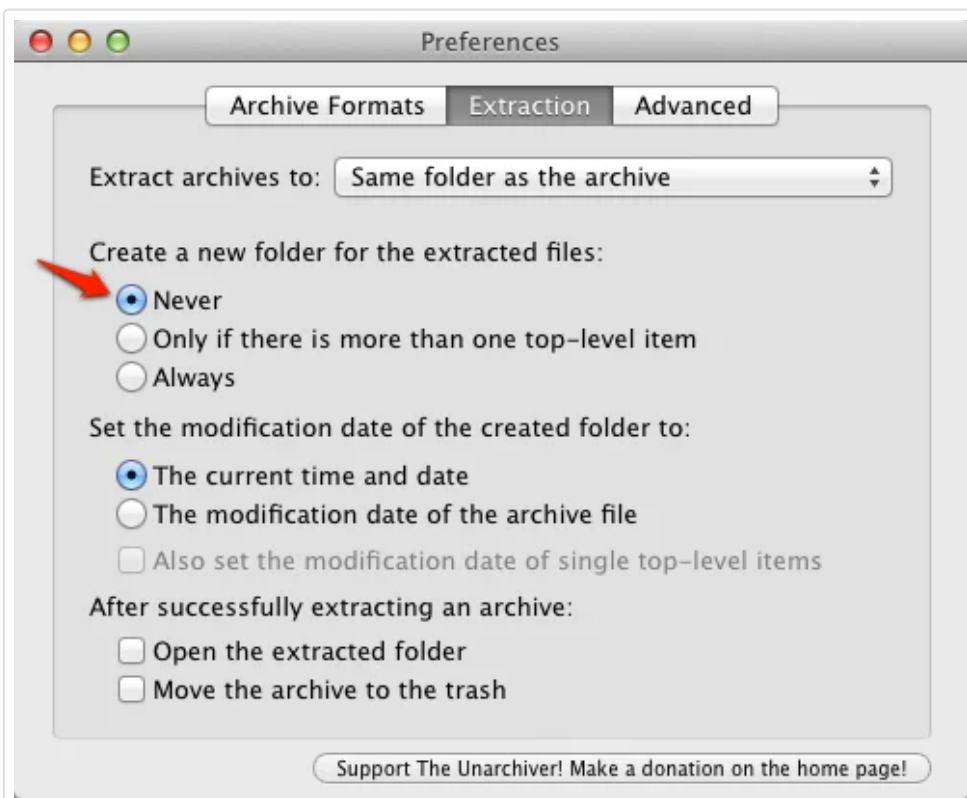 Preferences
Archive Formats Extraction Advanced
Extract archives to: Same folder as the archive
Create a new folder for the extracted files:
Never
Only if there is more than one top-level item
Always
Set the modification date of the created folder to:
The current time and date
The modification date of the archive file
Also set the modification date of single top-level items
After successfully extracting an archive:
Open the extracted folder
Move the archive to the trash
Support The Unarchiver! Make a donation on the home page!